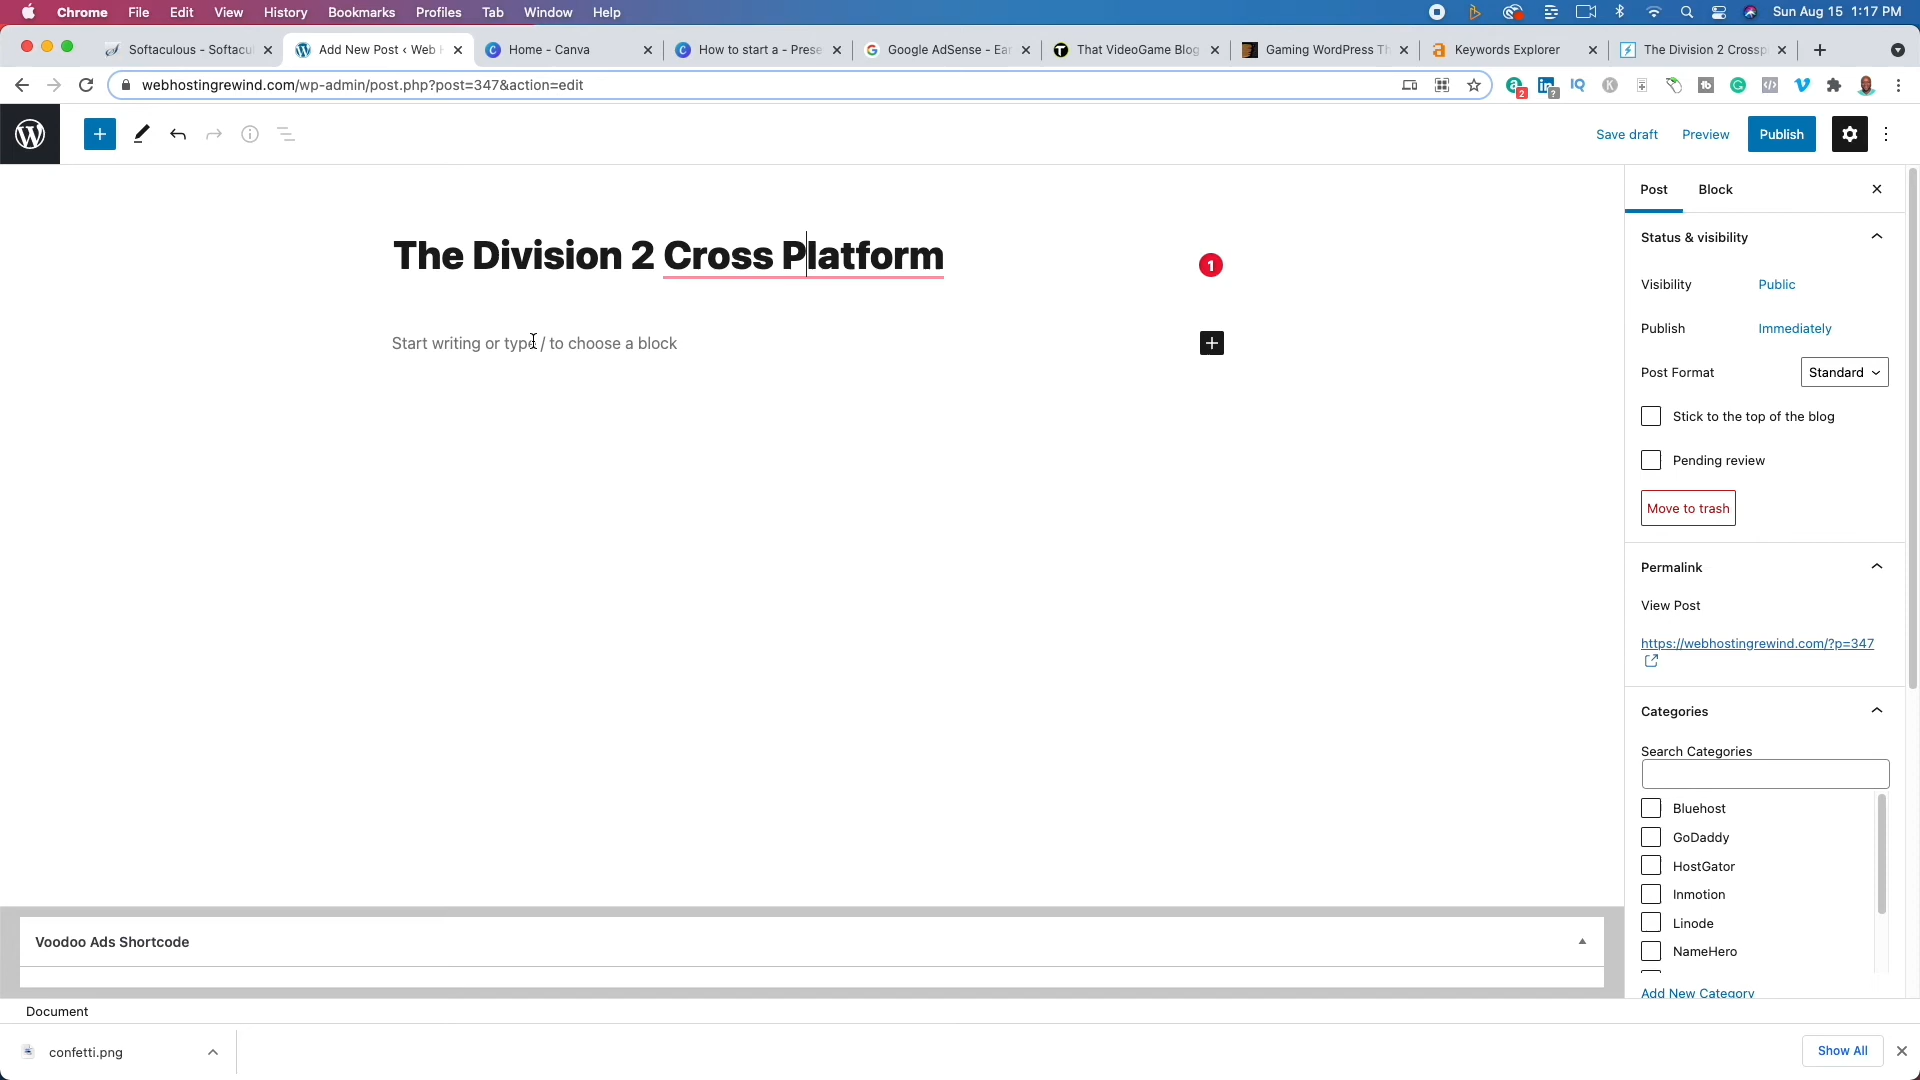 Chrome File Edit View History Bookmarks Profiles Tab Window Help Sun Aug 15 1:17 PM
Softaculous - Softacul Add New Post ‹ Web H Home - Canva How to start a - Prese Google AdSense - Ear That VideoGame Blog Gaming WordPress Th Keywords Explorer The Division 2 Crossp
webhostingrewind.com/wp-admin/post.php?post=347&action=edit
2
Save draft Preview Publish
Post Block
The Division 2 Cross Platform
1
Start writing or type / to choose a block
Status & visibility
Visibility Public
Publish Immediately
Post Format Standard
Stick to the top of the blog
Pending review
Move to trash
Permalink
View Post
https://webhostingrewind.com/?p=347
Categories
Search Categories
Bluehost
GoDaddy
HostGator
Inmotion
Linode
NameHero
Add New Category
Voodoo Ads Shortcode
Document
confetti.png
Show All